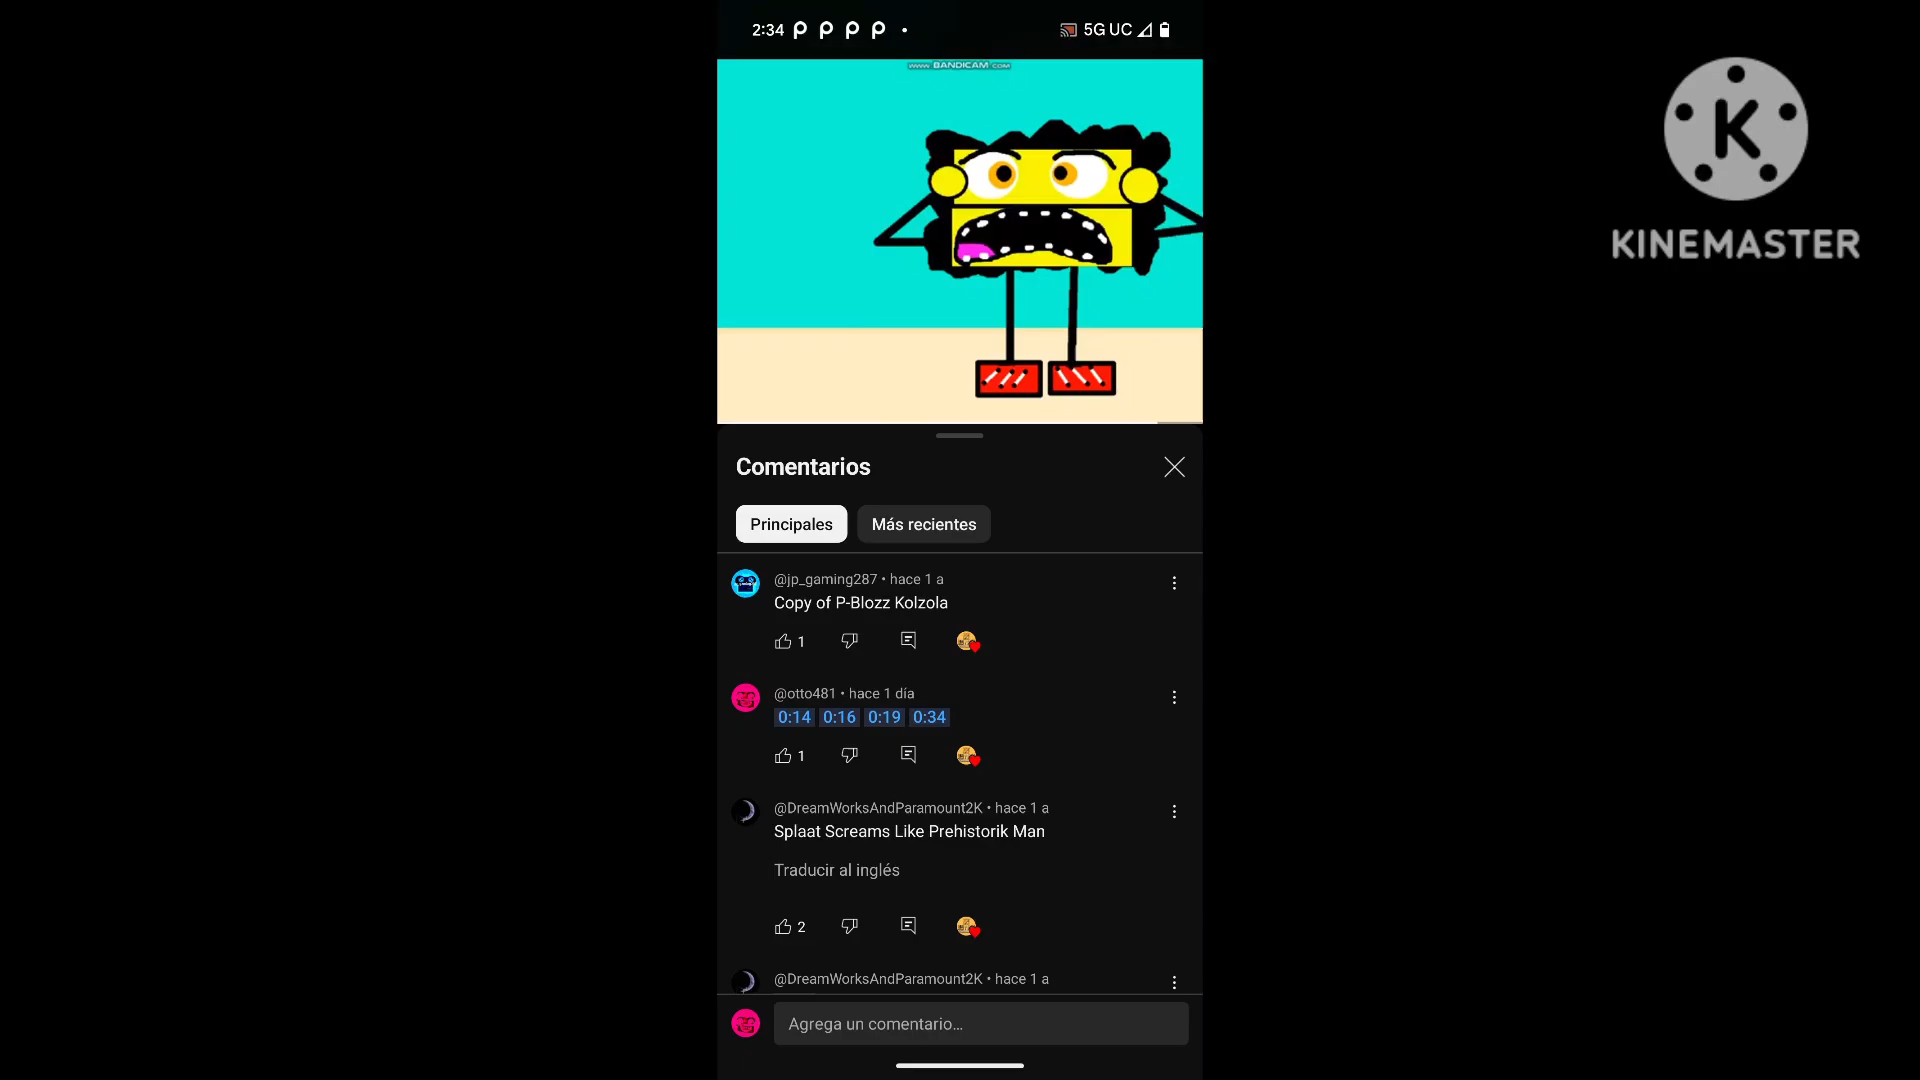 2:34 5G UC
www.BANDICAM.com
K
KINEMASTER
Comentarios
Principales Más recientes
@jp_gaming287 • hace 1 a
Copy of P-Blozz Kolzola
1
@otto481 • hace 1 día
0:14 0:16 0:19 0:34
1
@DreamWorksAndParamount2K • hace 1 a
Splaat Screams Like Prehistorik Man
Traducir al inglés
2
@DreamWorksAndParamount2K • hace 1 a
Agrega un comentario...